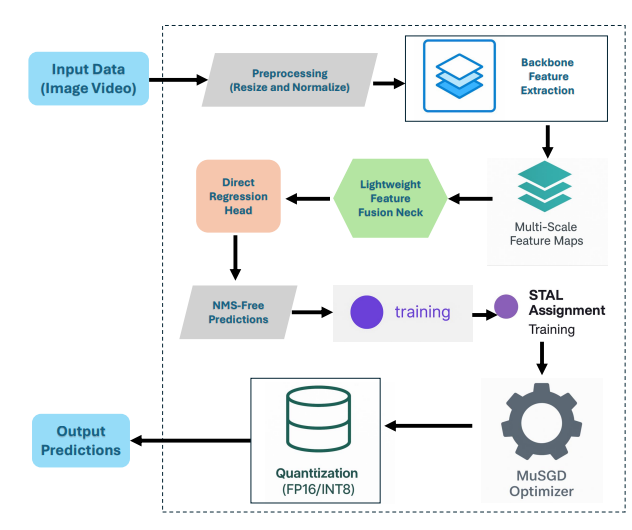 Input Data
(Image Video)
Preprocessing
(Resize and Normalize)
Backbone
Feature
Extraction
Direct
Regression
Head
Lightweight
Feature
Fusion Neck
Multi-Scale
Feature Maps
NMS-Free
Predictions
training
STAL
Assignment
Training
Output
Predictions
Quantization
(FP16/INT8)
MuSGD
Optimizer